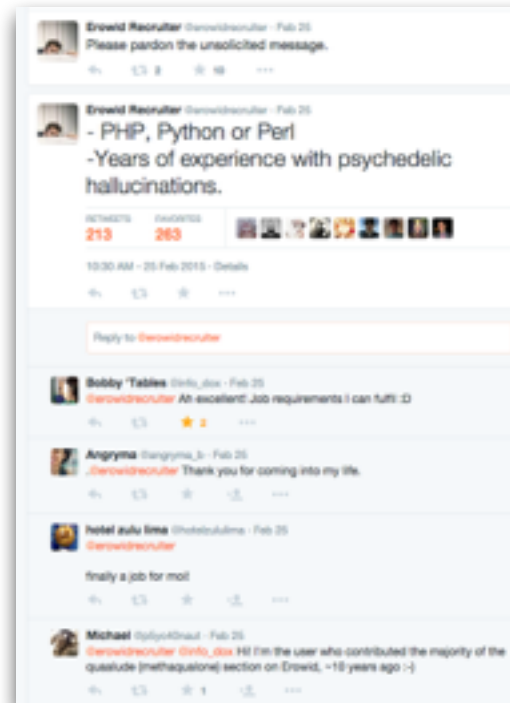 Erowid Recruiter @erowidrecruiter · Feb 25
Please pardon the unsolicited message.
2 10
Erowid Recruiter @erowidrecruiter · Feb 25
- PHP, Python or Perl
-Years of experience with psychedelic
hallucinations.
RETWEETS FAVORITES
213 263
10:30 AM - 25 Feb 2015 · Details
Reply to @erowidrecruiter
Bobby 'Tables @info_dox · Feb 25
@erowidrecruiter Ah excellent! Job requirements I can fulfil :D
2
Angryma @angryma_b · Feb 25
.@erowidrecruiter Thank you for coming into my life.
hotel zulu lima @hotelzululima · Feb 25
@erowidrecruiter
finally a job for moi!
Michael · Feb 25
@erowidrecruiter @info_dox Hi! I'm the user who contributed the majority of the
quaalude (methaqualone) section on Erowid, ~10 years ago :-)
1